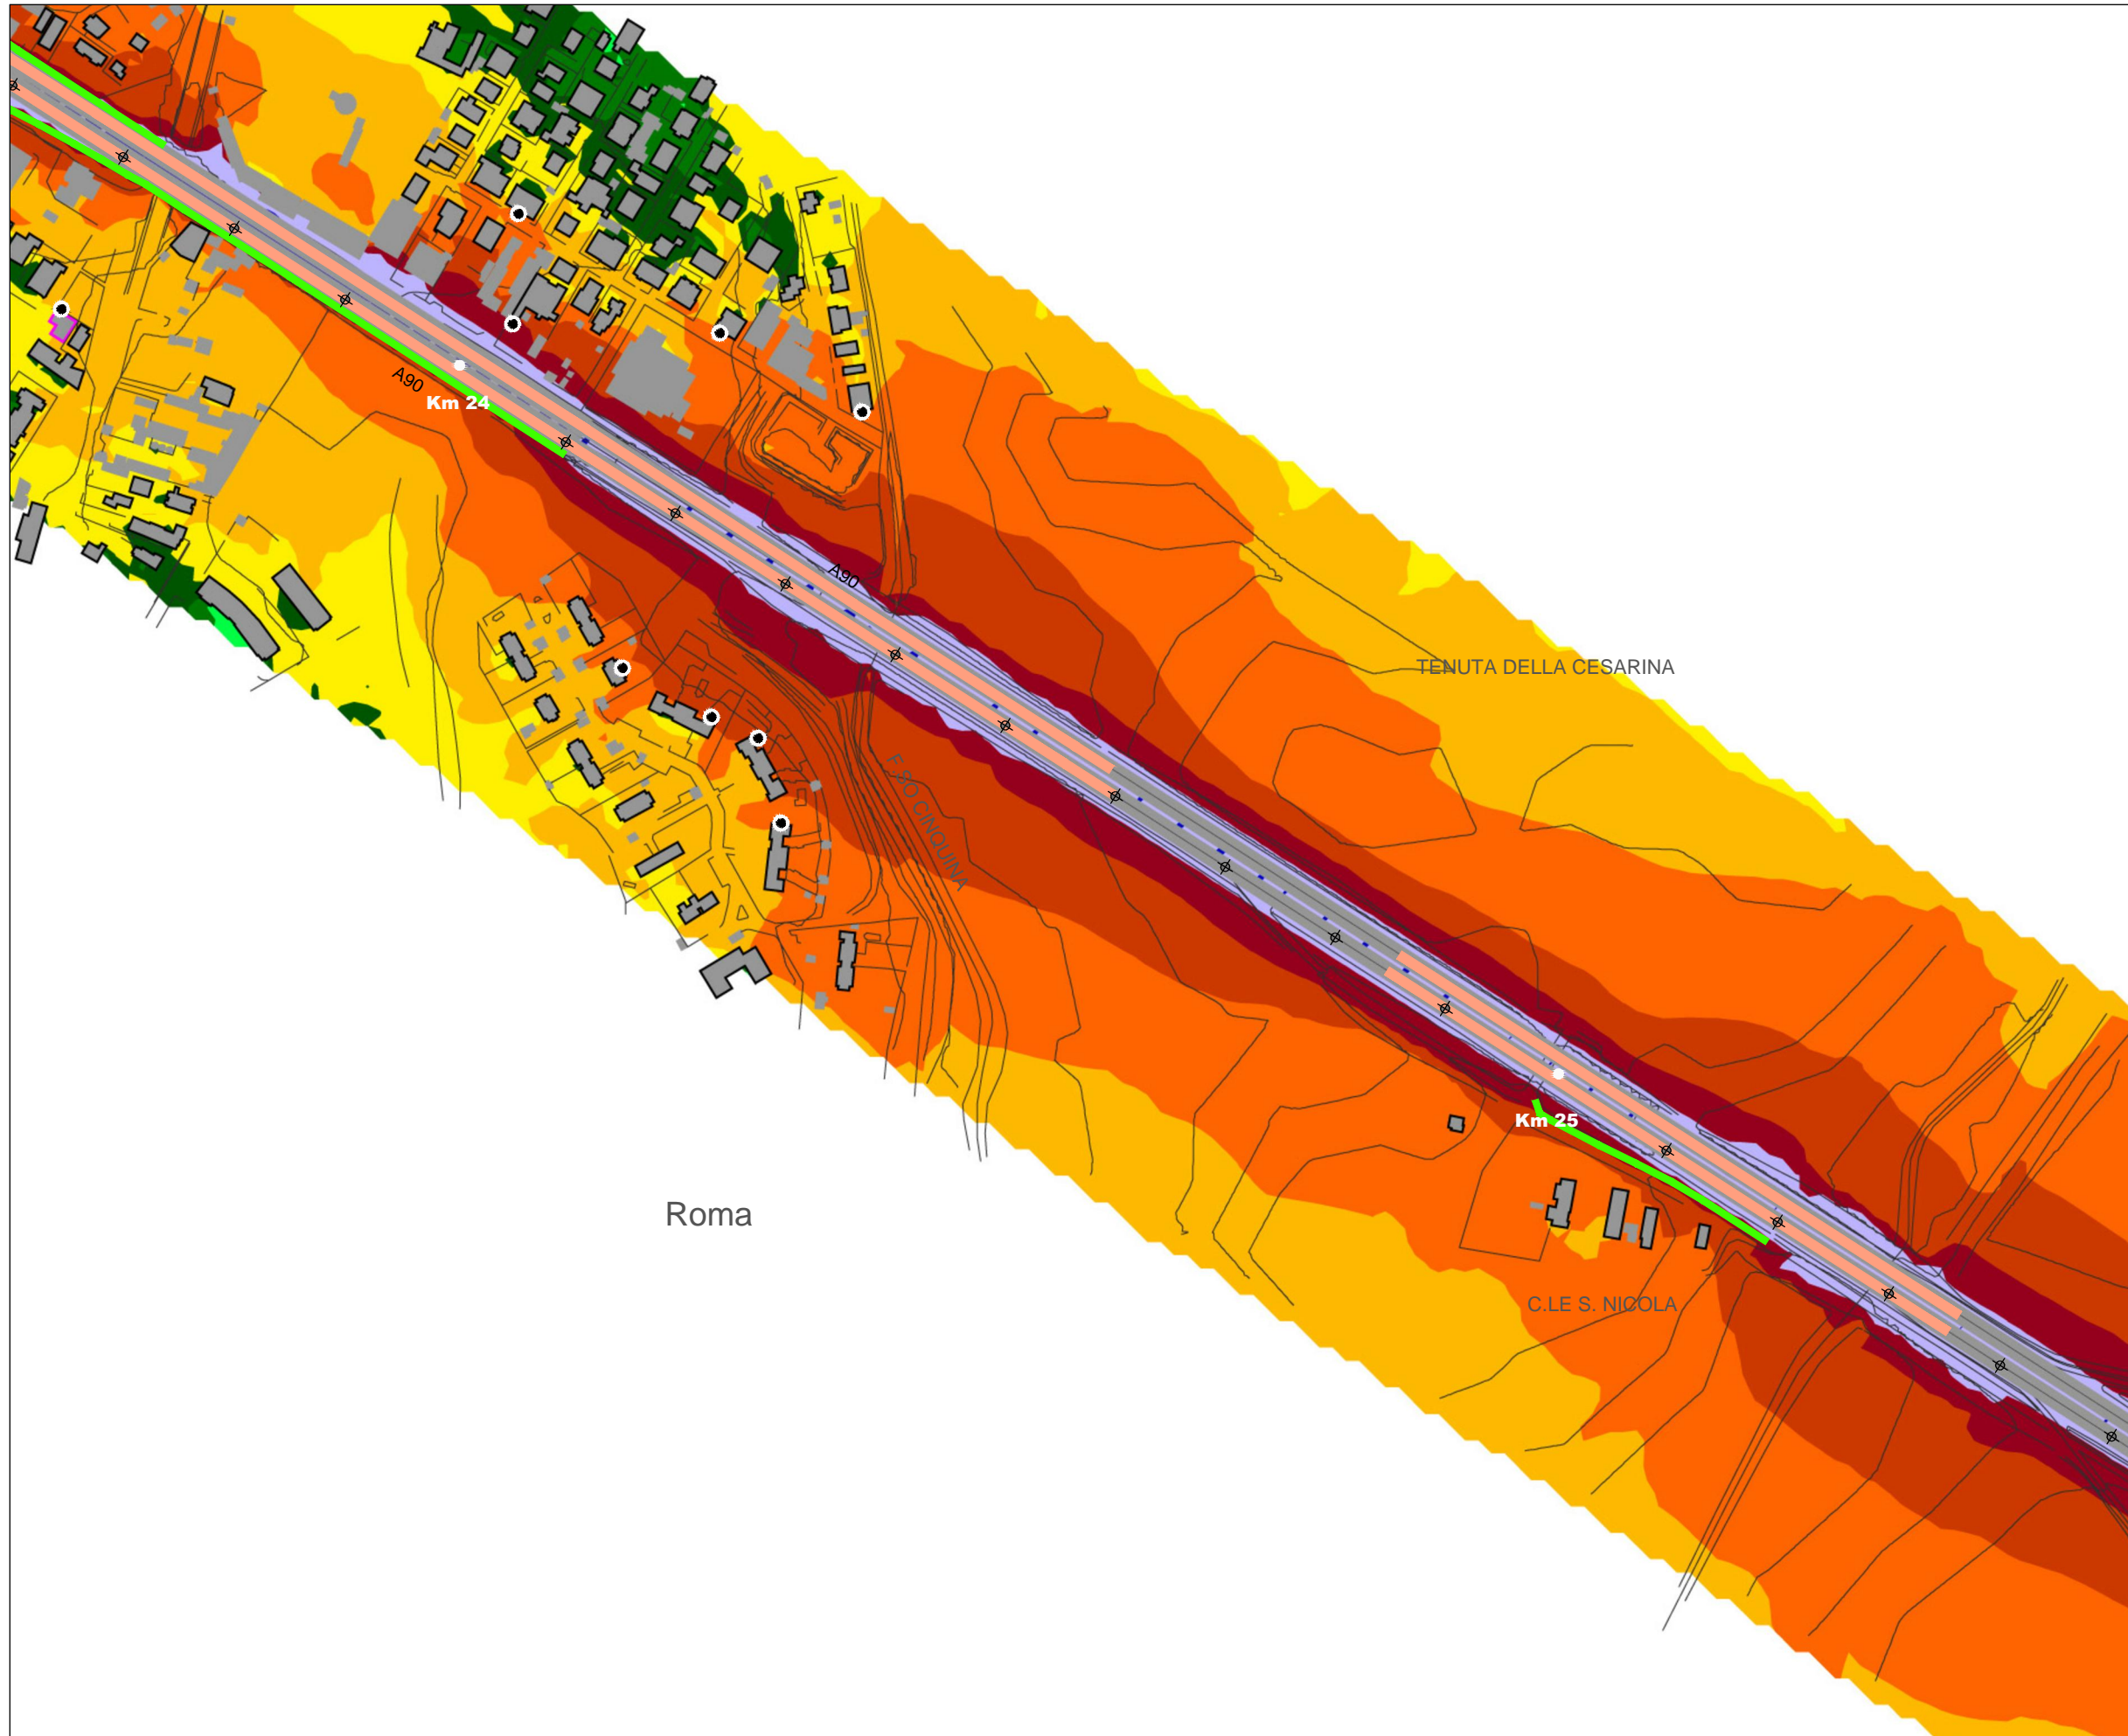 A90
Km 24
A90
TENUTA DELLA CESARINA
F.SO CINQUINA
Km 25
Roma
C.LE S. NICOLA